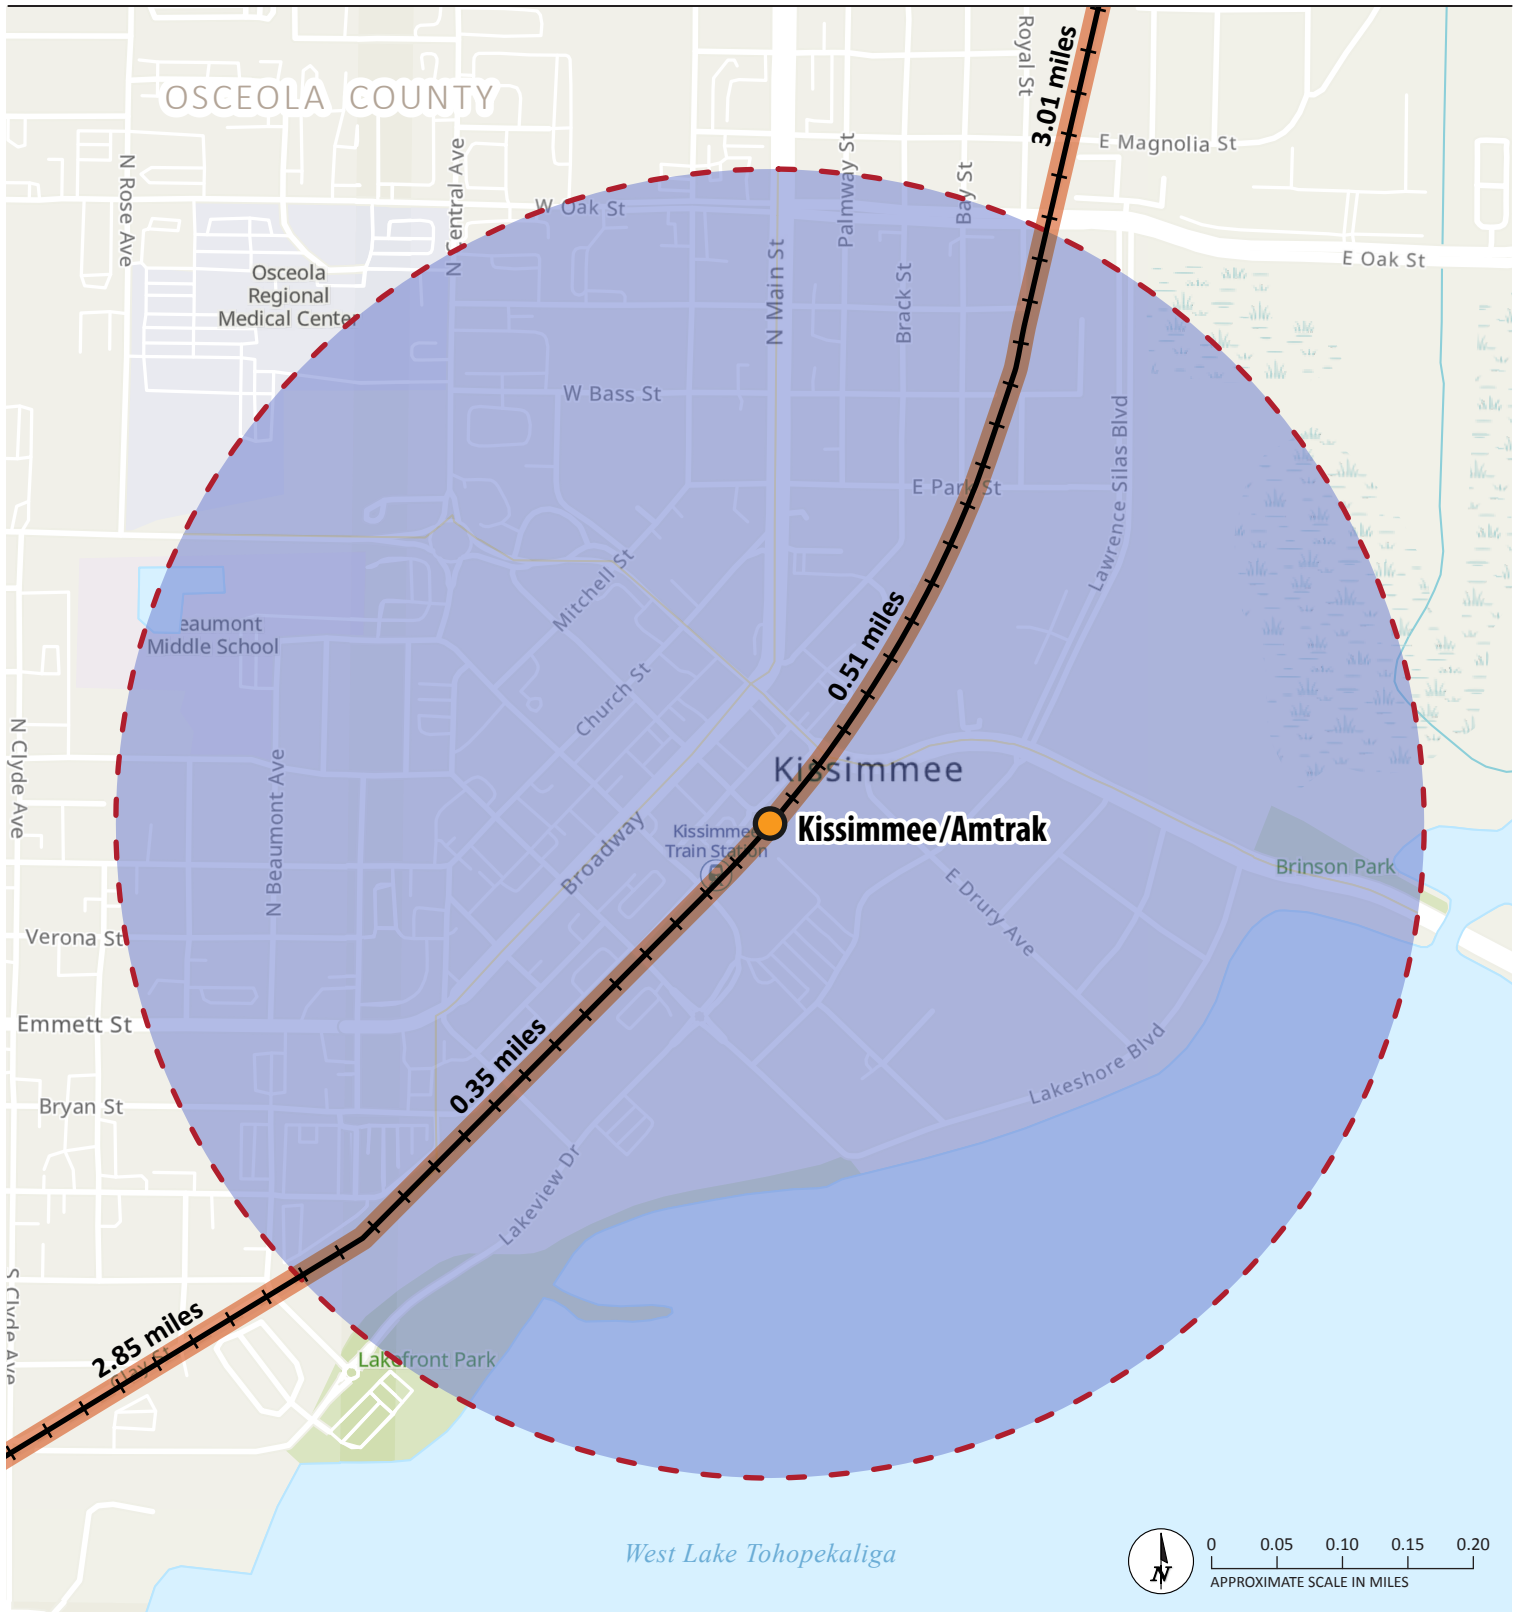 Royal St
3.01 miles
OSCEOLA COUNTY
E Magnolia St
N Rose Ave
N Central Ave
Palmway St
Bay St
W Oak St
E Oak St
Osceola
Regional
Medical Center
N Main St
Brack St
W Bass St
Lawrence Silas Blvd
E Park St
Mitchell St
0.51 miles
eaumont
Middle School
Church St
N Clyde Ave
N Beaumont Ave
Kissimmee
Kissimmee/Amtrak
Kissimmee
Train Station
Broadway
E Drury Ave
Brinson Park
Verona St
Emmett St
0.35 miles
Lakeshore Blvd
Bryan St
Lakeview Dr
S Clyde Ave
2.85 miles
Clay St
Lakefront Park
West Lake Tohopekaliga
N
0 0.05 0.10 0.15 0.20
APPROXIMATE SCALE IN MILES